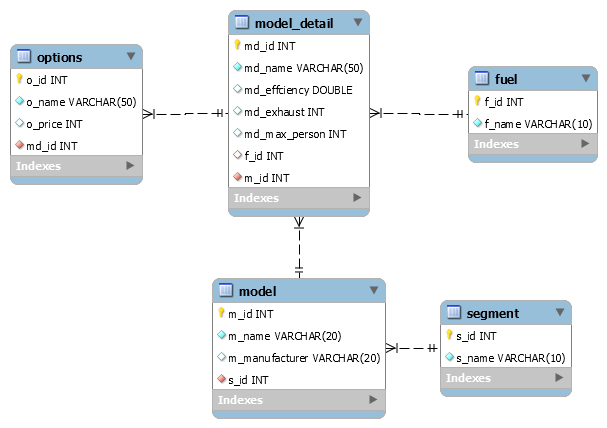 options
o_id INT
o_name VARCHAR(50)
o_price INT
md_id INT
Indexes
model_detail
md_id INT
md_name VARCHAR(50)
md_effciency DOUBLE
md_exhaust INT
md_max_person INT
f_id INT
m_id INT
Indexes
fuel
f_id INT
f_name VARCHAR(10)
Indexes
model
m_id INT
m_name VARCHAR(20)
m_manufacturer VARCHAR(20)
s_id INT
Indexes
segment
s_id INT
s_name VARCHAR(10)
Indexes